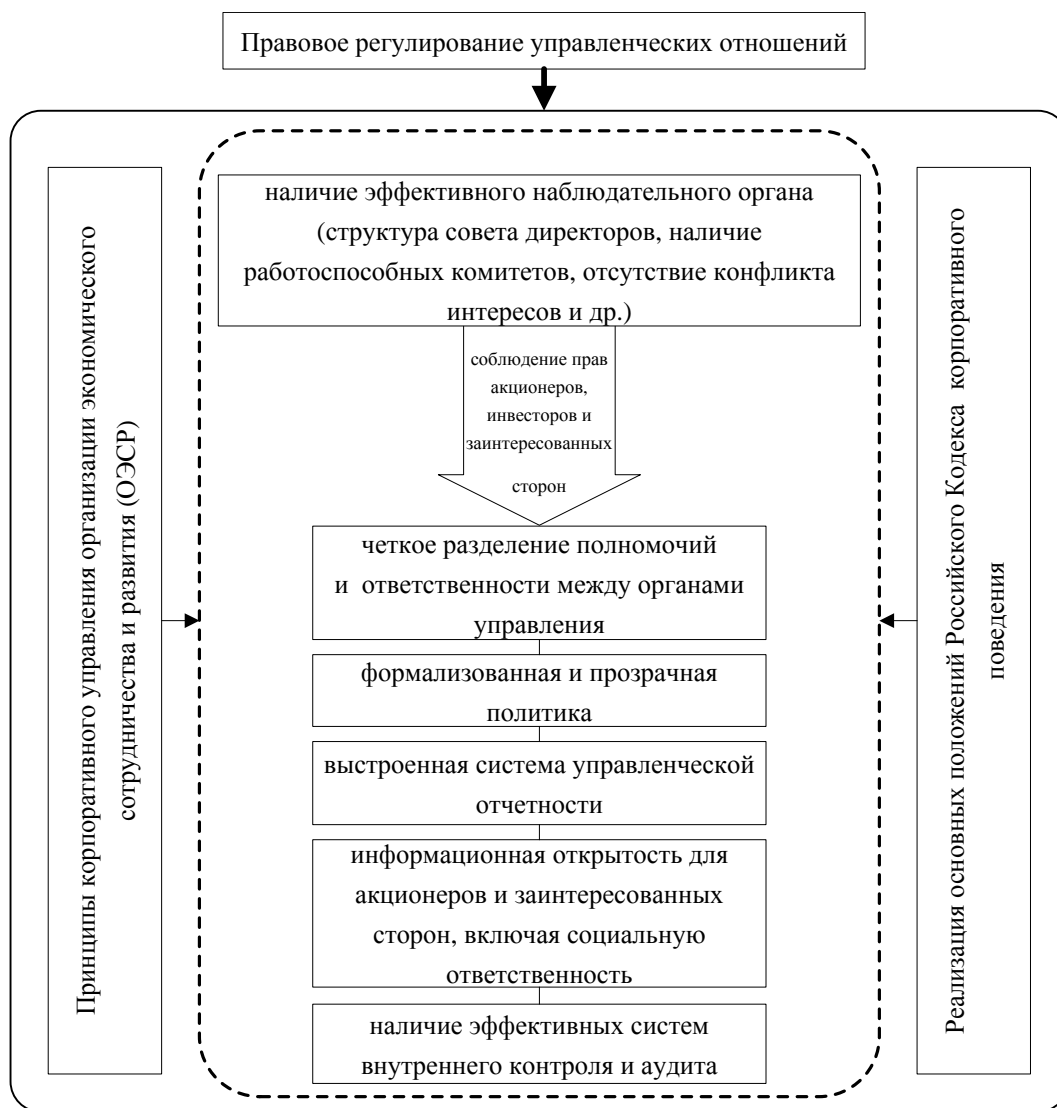 Правовое регулирование управленческих отношений
Принципы корпоративного управления организации экономического
сотрудничества и развития (ОЭСР)
наличие эффективного наблюдательного органа
(структура совета директоров, наличие
работоспособных комитетов, отсутствие конфликта
интересов и др.)
соблюдение прав
акционеров,
инвесторов и
заинтересованных
сторон
четкое разделение полномочий
и ответственности между органами
управления
формализованная и прозрачная
политика
выстроенная система управленческой
отчетности
информационная открытость для
акционеров и заинтересованных
сторон, включая социальную
ответственность
наличие эффективных систем
внутреннего контроля и аудита
Реализация основных положений Российского Кодекса корпоративного
поведения